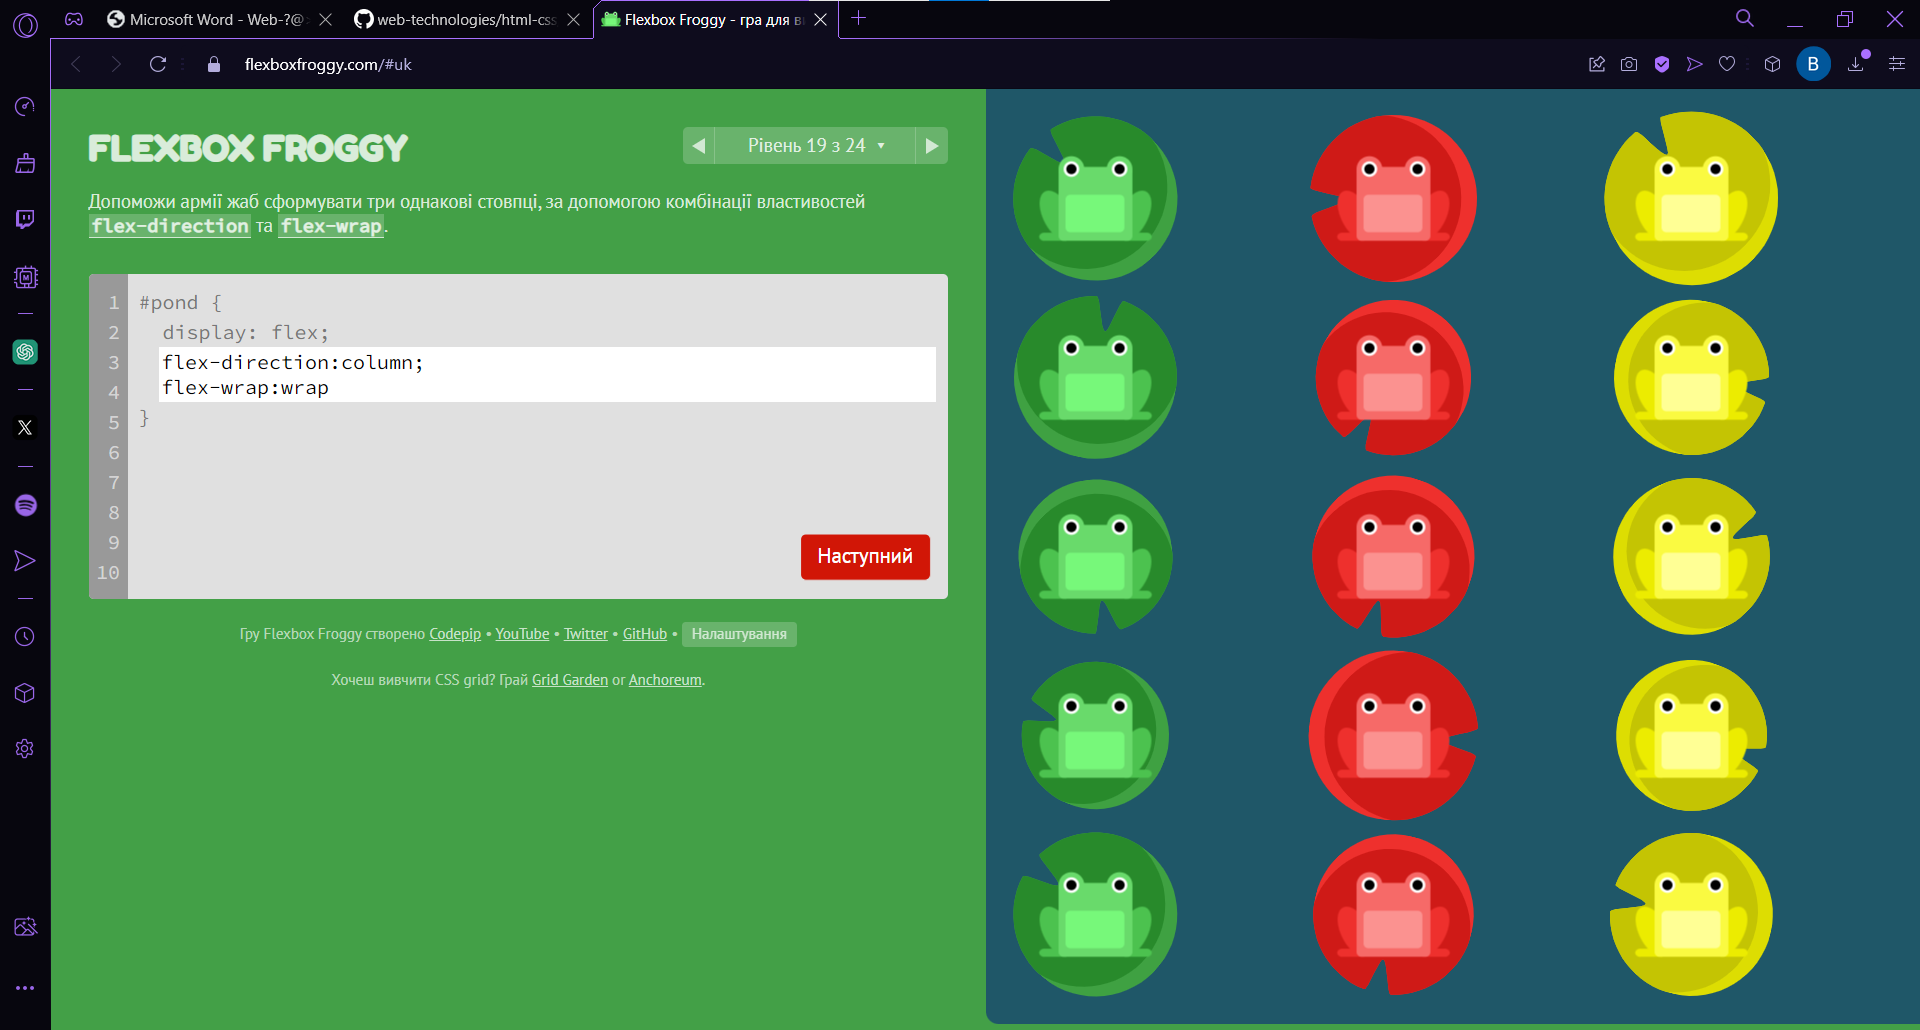 Microsoft Word - Web-?@
web-technologies/html-css
Flexbox Froggy - гра для в
flexboxfroggy.com/#uk
B
FLEXBOX FROGGY
Рівень 19 з 24
Допоможи армії жаб сформувати три однакові стовпці, за допомогою комбінації властивостей
flex-direction та flex-wrap.
1 #pond {
2 display: flex;
3 flex-direction:column;
4 flex-wrap:wrap
5 }
6
7
8
9
10
Наступний
Гру Flexbox Froggy створено Codepip • YouTube • Twitter • GitHub • Налаштування
Хочеш вивчити CSS grid? Грай Grid Garden or Anchoreum.